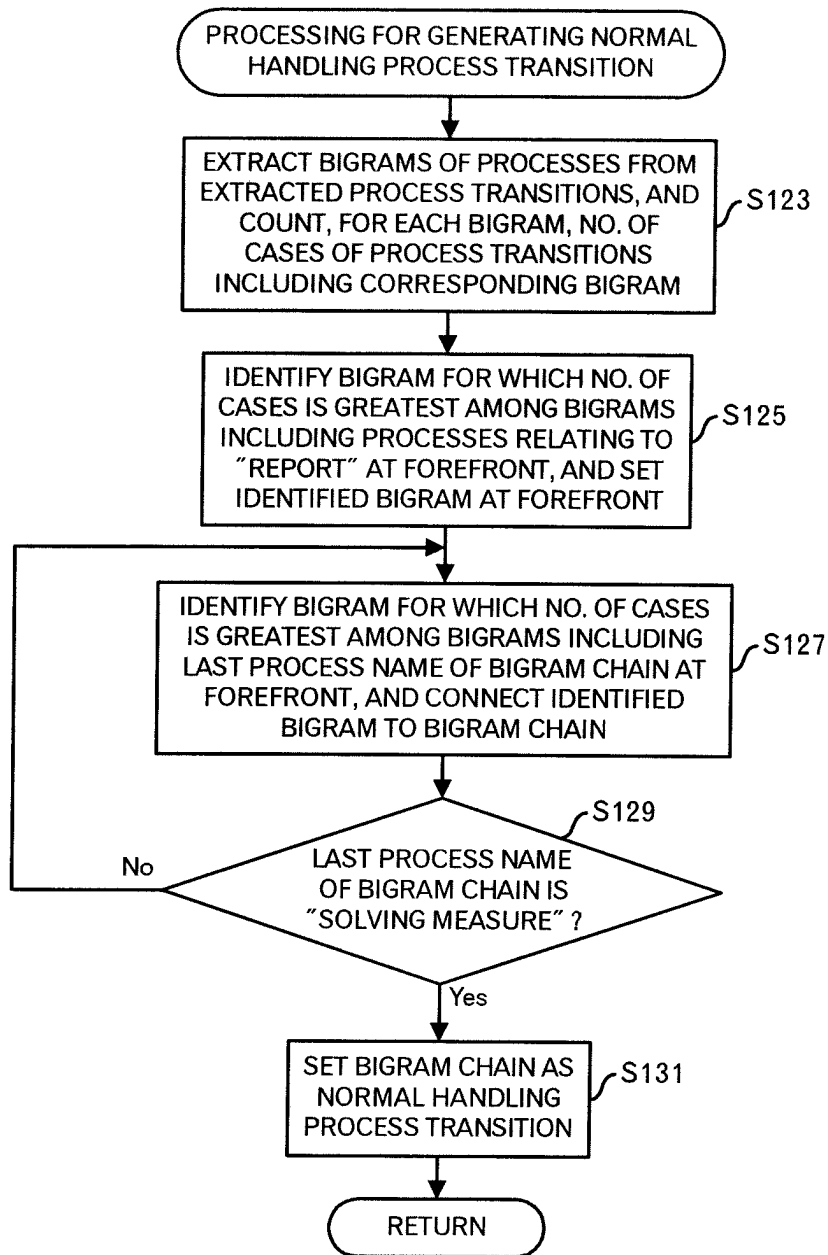 PROCESSING FOR GENERATING NORMAL
HANDLING PROCESS TRANSITION
EXTRACT BIGRAMS OF PROCESSES FROM
EXTRACTED PROCESS TRANSITIONS, AND
COUNT, FOR EACH BIGRAM, NO. OF
CASES OF PROCESS TRANSITIONS
INCLUDING CORRESPONDING BIGRAM
S123
IDENTIFY BIGRAM FOR WHICH NO. OF
CASES IS GREATEST AMONG BIGRAMS
INCLUDING PROCESSES RELATING TO
"REPORT" AT FOREFRONT, AND SET
IDENTIFIED BIGRAM AT FOREFRONT
S125
IDENTIFY BIGRAM FOR WHICH NO. OF CASES
IS GREATEST AMONG BIGRAMS INCLUDING
LAST PROCESS NAME OF BIGRAM CHAIN AT
FOREFRONT, AND CONNECT IDENTIFIED
BIGRAM TO BIGRAM CHAIN
S127
S129
LAST PROCESS NAME
OF BIGRAM CHAIN IS
"SOLVING MEASURE" ?
No
Yes
SET BIGRAM CHAIN AS
NORMAL HANDLING
PROCESS TRANSITION
S131
RETURN